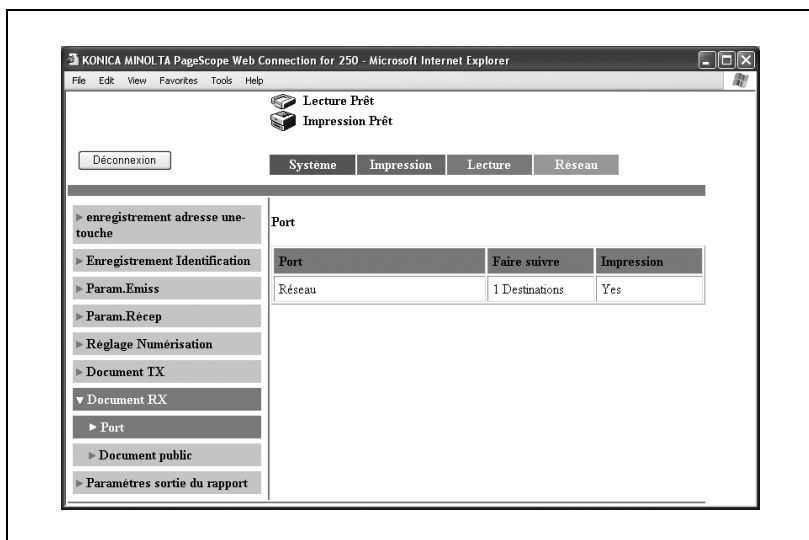 KONICA MINOLTA PageScope Web Connection for 250 - Microsoft Internet Explorer
File Edit View Favorites Tools Help
Lecture Prêt
Impression Prêt
Déconnexion
Système Impression Lecture Réseau
enregistrement adresse une-
touche
Enregistrement Identification
Param.Emiss
Param.Récep
Réglage Numérisation
Document TX
Document RX
Port
Document public
Paramétres sortie du rapport
Port
Port Faire suivre Impression
Réseau 1 Destinations Yes